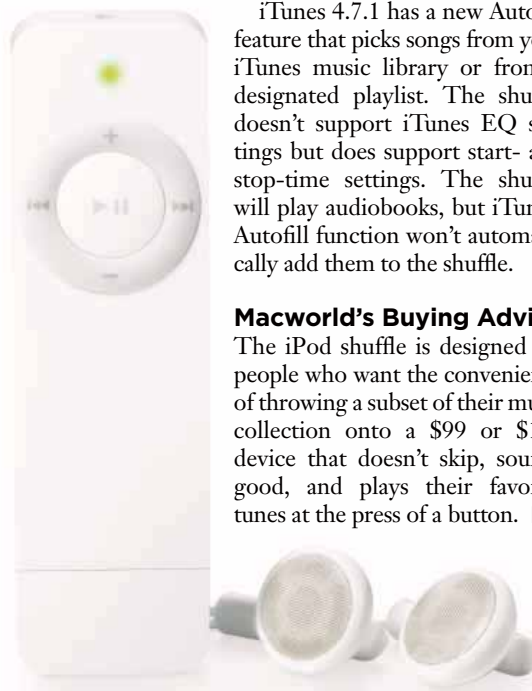 iTunes 4.7.1 has a new Auto
feature that picks songs from y
iTunes music library or from
designated playlist. The shu
doesn't support iTunes EQ s
tings but does support start- a
stop-time settings. The shu
will play audiobooks, but iTun
Autofill function won't automa
cally add them to the shuffle.
Macworld's Buying Advi
The iPod shuffle is designed
people who want the convenien
of throwing a subset of their mu
collection onto a $99 or $1
device that doesn't skip, soun
good, and plays their favor
tunes at the press of a button.